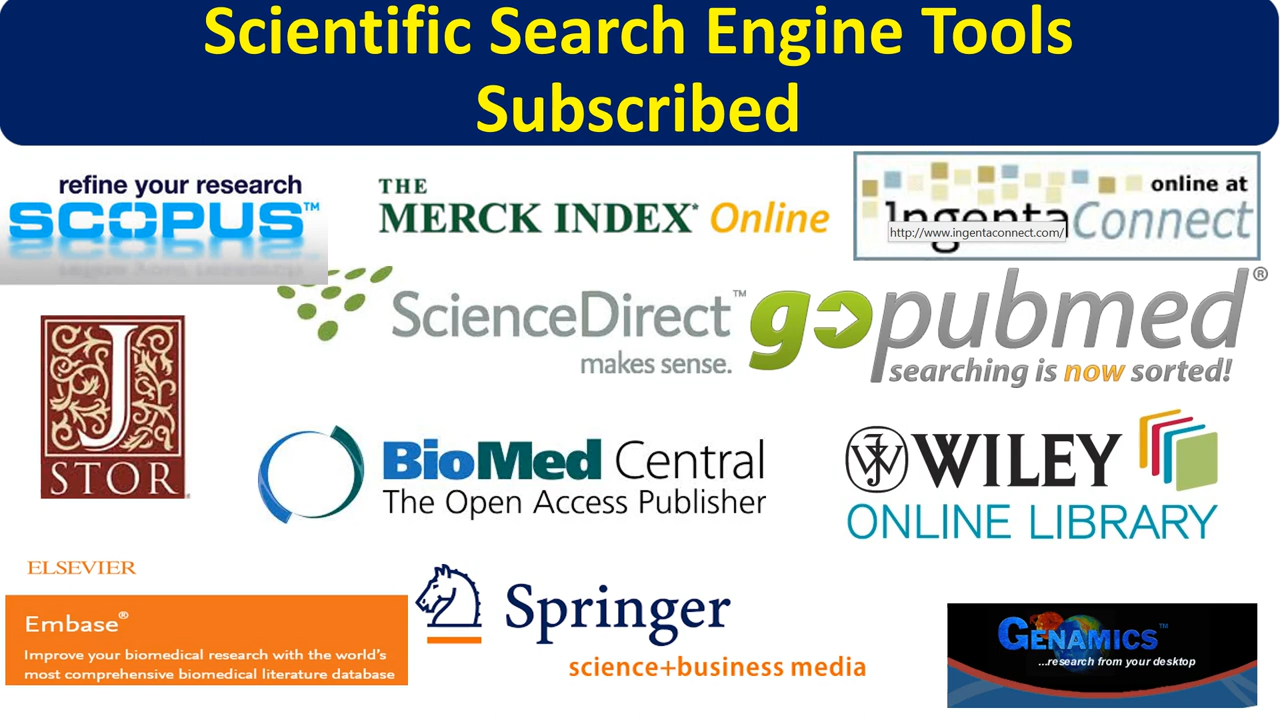 Scientific Search Engine Tools
Subscribed
refine your research
SCOPUS™
THE
MERCK INDEX* Online
online at
IngentaConnect
http://www.ingentaconnect.com/
ScienceDirect™
makes sense.
gopubmed®
searching is now sorted!
J
STOR
BioMed Central
The Open Access Publisher
WILEY
ONLINE LIBRARY
ELSEVIER
Embase®
Improve your biomedical research with the world's
most comprehensive biomedical literature database
Springer
science+business media
GENAMICS™
...research from your desktop